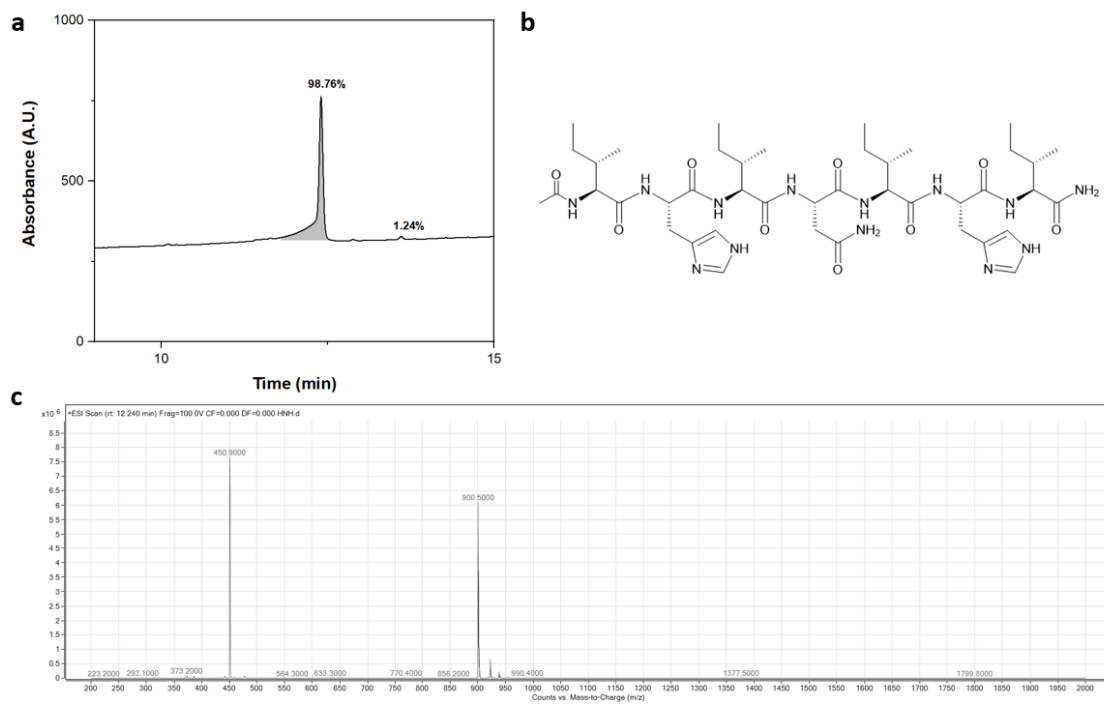 a
1000
98.76%
Absorbance (A.U.)
500
1.24%
0
10
15
Time (min)
b
O
N
H
O
H
N
O
N
NH
N
H
O
H
N
O
NH2
O
N
H
O
H
N
O
N
NH
N
H
O
NH2
c
x10 6
+ESI Scan (rt: 12.240 min) Frag=100.0V CF=0.000 DF=0.000 HNH.d
8.5
8
7.5
7
6.5
6
5.5
5
4.5
4
3.5
3
2.5
2
1.5
1
0.5
0
450.9000
900.5000
223.2000 293.1000 373.2000 564.3000 633.3000 770.4000 856.2000 990.4000 1377.5000 1799.8000
200 250 300 350 400 450 500 550 600 650 700 750 800 850 900 950 1000 1050 1100 1150 1200 1250 1300 1350 1400 1450 1500 1550 1600 1650 1700 1750 1800 1850 1900 1950 2000
Counts vs. Mass-to-Charge (m/z)